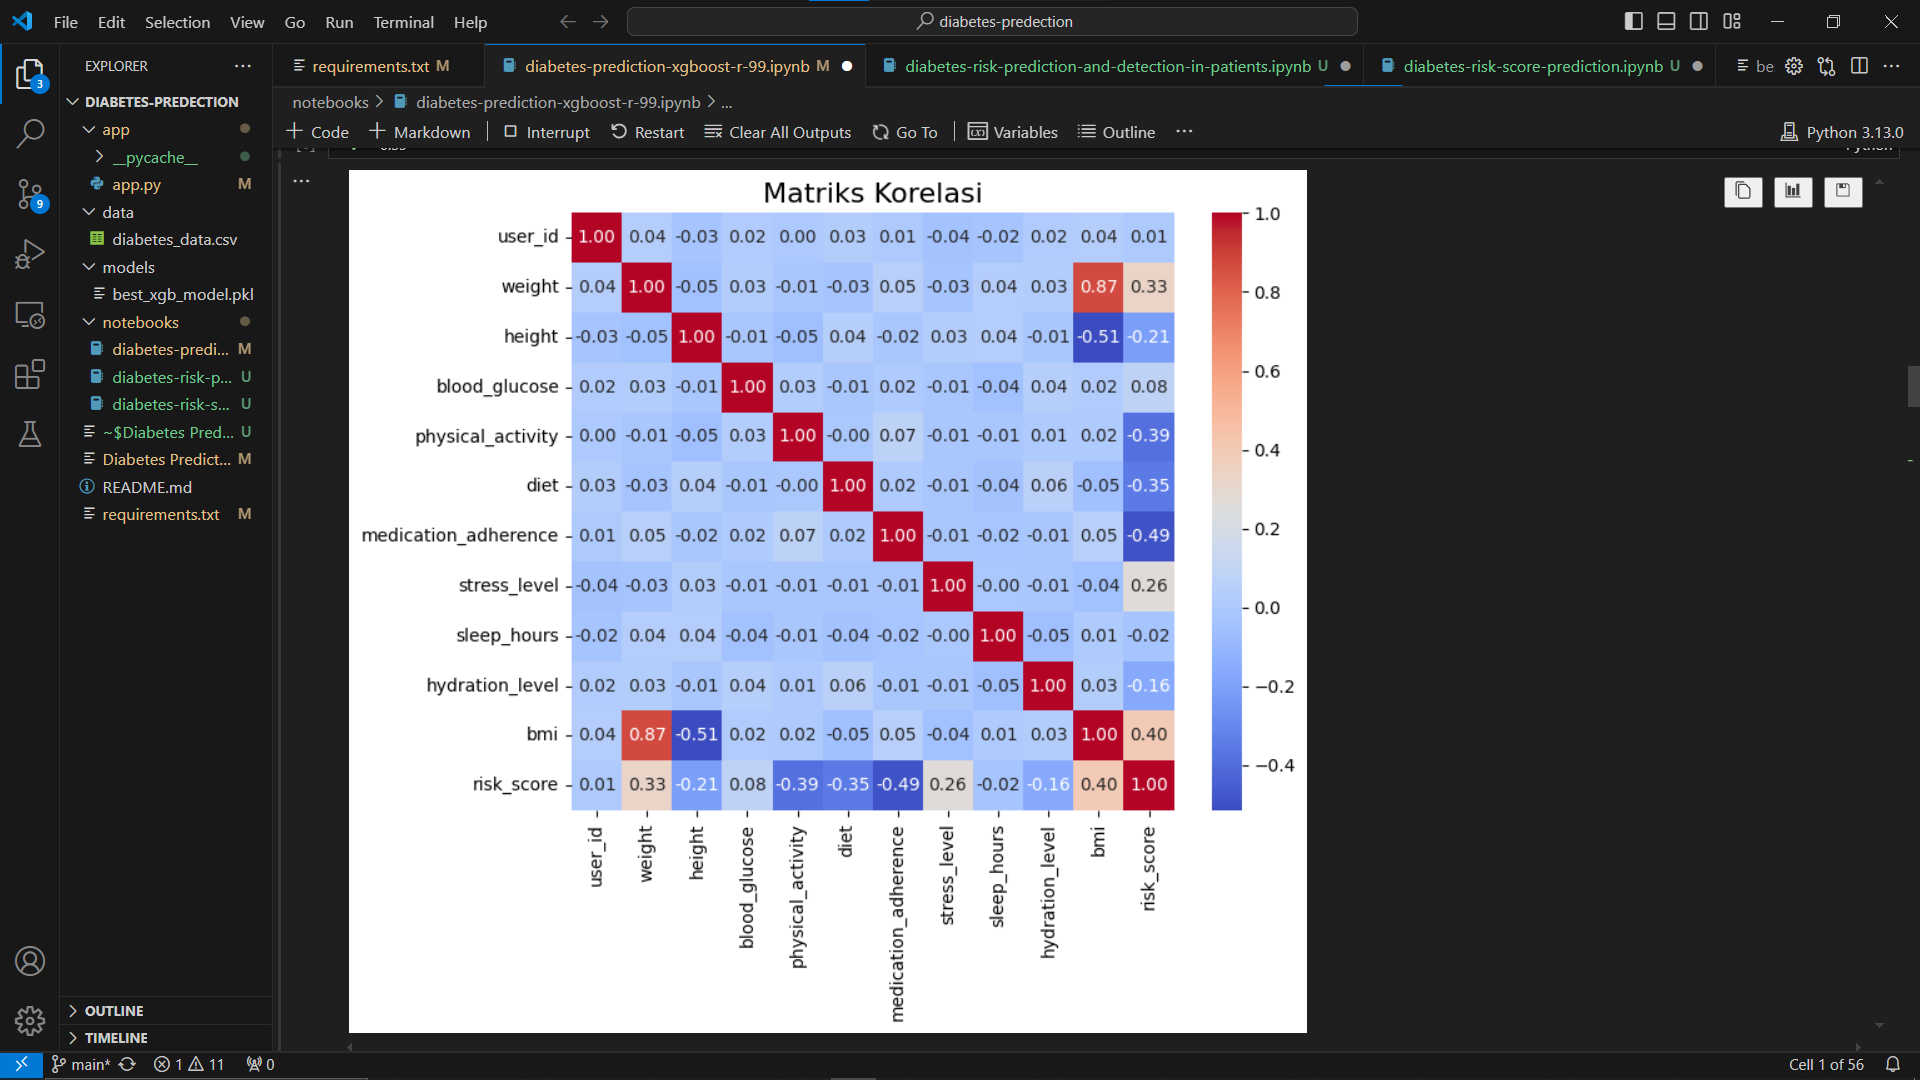 File Edit Selection View Go Run Terminal Help
diabetes-predection
EXPLORER
requirements.txt M
diabetes-prediction-xgboost-r-99.ipynb M
diabetes-risk-prediction-and-detection-in-patients.ipynb U
diabetes-risk-score-prediction.ipynb U
be
DIABETES-PREDECTION
app
__pycache__
app.py M
data
diabetes_data.csv
models
best_xgb_model.pkl
notebooks
diabetes-predi... M
diabetes-risk-p... U
diabetes-risk-s... U
~$Diabetes Pred... U
Diabetes Predict... M
README.md
requirements.txt M
OUTLINE
TIMELINE
3
9
notebooks > diabetes-prediction-xgboost-r-99.ipynb > ...
+ Code + Markdown Interrupt Restart Clear All Outputs Go To Variables Outline ... Python 3.13.0
Matriks Korelasi
user_id 1.00 0.04 -0.03 0.02 0.00 0.03 0.01 -0.04 -0.02 0.02 0.04 0.01
weight 0.04 1.00 -0.05 0.03 -0.01 -0.03 0.05 -0.03 0.04 0.03 0.87 0.33
height -0.03 -0.05 1.00 -0.01 -0.05 0.04 -0.02 0.03 0.04 -0.01 -0.51 -0.21
blood_glucose 0.02 0.03 -0.01 1.00 0.03 -0.01 0.02 -0.01 -0.04 0.04 0.02 0.08
physical_activity 0.00 -0.01 -0.05 0.03 1.00 -0.00 0.07 -0.01 -0.01 0.01 0.02 -0.39
diet 0.03 -0.03 0.04 -0.01 -0.00 1.00 0.02 -0.01 -0.04 0.06 -0.05 -0.35
medication_adherence 0.01 0.05 -0.02 0.02 0.07 0.02 1.00 -0.01 -0.02 -0.01 0.05 -0.49
stress_level -0.04 -0.03 0.03 -0.01 -0.01 -0.01 -0.01 1.00 -0.00 -0.01 -0.04 0.26
sleep_hours -0.02 0.04 0.04 -0.04 -0.01 -0.04 -0.02 -0.00 1.00 -0.05 0.01 -0.02
hydration_level 0.02 0.03 -0.01 0.04 0.01 0.06 -0.01 -0.01 -0.05 1.00 0.03 -0.16
bmi 0.04 0.87 -0.51 0.02 0.02 -0.05 0.05 -0.04 0.01 0.03 1.00 0.40
risk_score 0.01 0.33 -0.21 0.08 -0.39 -0.35 -0.49 0.26 -0.02 -0.16 0.40 1.00
user_id
weight
height
blood_glucose
physical_activity
diet
medication_adherence
stress_level
sleep_hours
hydration_level
bmi
risk_score
1.0
0.8
0.6
0.4
0.2
0.0
−0.2
−0.4
main* 1 11 0
Cell 1 of 56